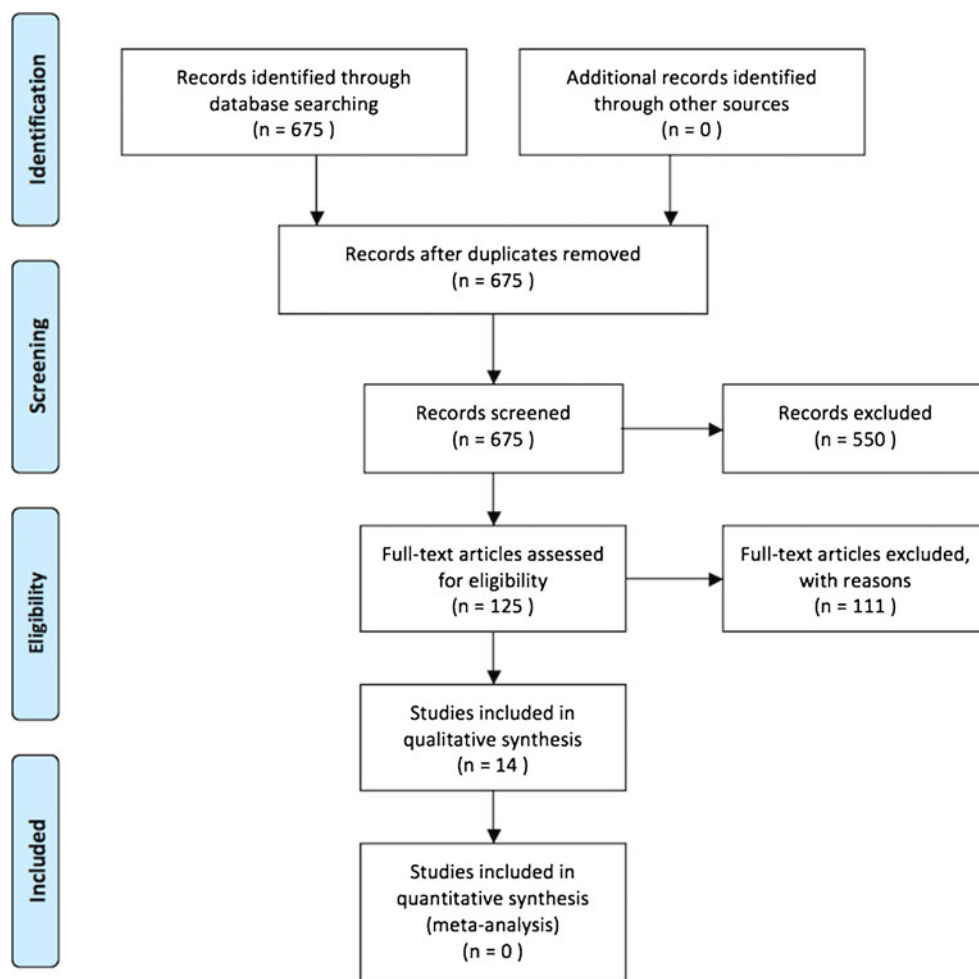 Identification
Records identified through
database searching
(n = 675 )
Additional records identified
through other sources
(n = 0 )
Records after duplicates removed
(n = 675 )
Screening
Records screened
(n = 675 )
Records excluded
(n = 550 )
Eligibility
Full-text articles assessed
for eligibility
(n = 125 )
Full-text articles excluded,
with reasons
(n = 111 )
Studies included in
qualitative synthesis
(n = 14 )
Included
Studies included in
quantitative synthesis
(meta-analysis)
(n = 0 )